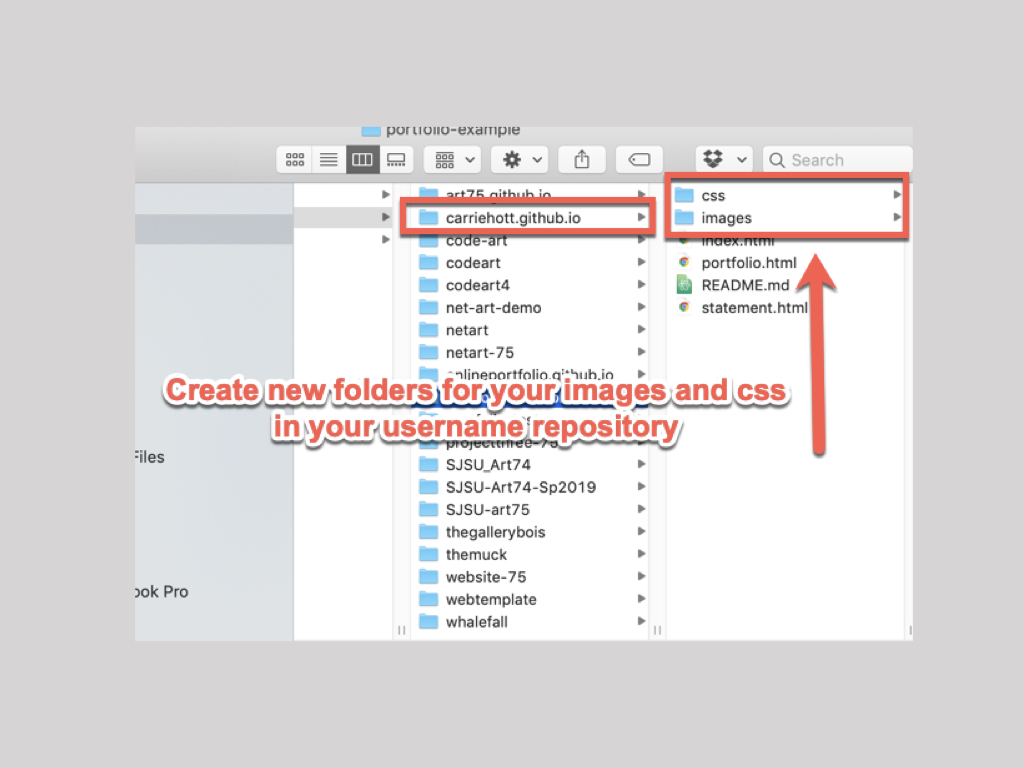 portfolio-example
Search
art75.github.io
carriehott.github.io
code-art
codeart
codeart4
net-art-demo
netart
netart-75
onlineportfolio.github.io
projectthree-75
SJSU_Art74
SJSU-Art74-Sp2019
SJSU-art75
thegallerybois
themuck
website-75
webtemplate
whalefall
css
images
index.html
portfolio.html
README.md
statement.html
Files
ook Pro
Create new folders for your images and css
in your username repository